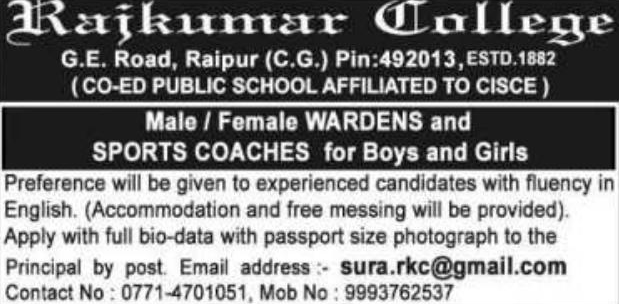 Rajkumar College
G.E. Road, Raipur (C.G.) Pin:492013, ESTD.1882
( CO-ED PUBLIC SCHOOL AFFILIATED TO CISCE )
Male / Female WARDENS and
SPORTS COACHES for Boys and Girls
Preference will be given to experienced candidates with fluency in
English. (Accommodation and free messing will be provided).
Apply with full bio-data with passport size photograph to the
Principal by post. Email address :- sura.rkc@gmail.com
Contact No : 0771-4701051, Mob No : 9993762537